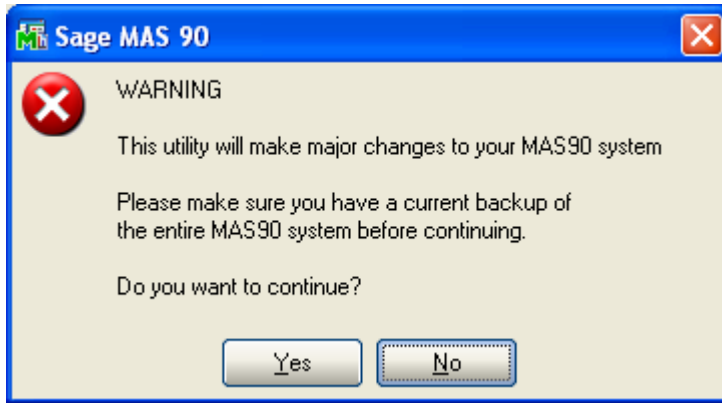 Sage MAS 90
WARNING
This utility will make major changes to your MAS90 system
Please make sure you have a current backup of
the entire MAS90 system before continuing.
Do you want to continue?
Yes
No